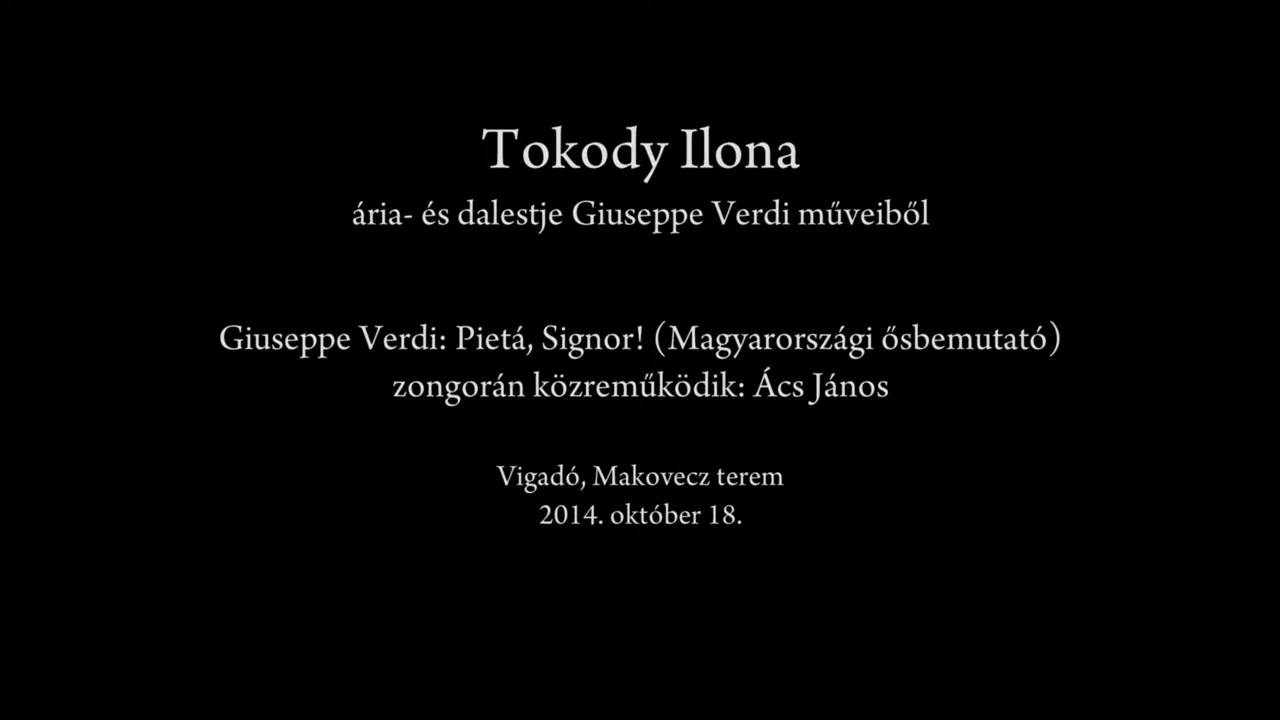 Tokody Ilona
ária- és dalestje Giuseppe Verdi műveiből
Giuseppe Verdi: Pietá, Signor! (Magyarországi ősbemutató)
zongorán közreműködik: Ács János
Vigadó, Makovecz terem
2014. október 18.